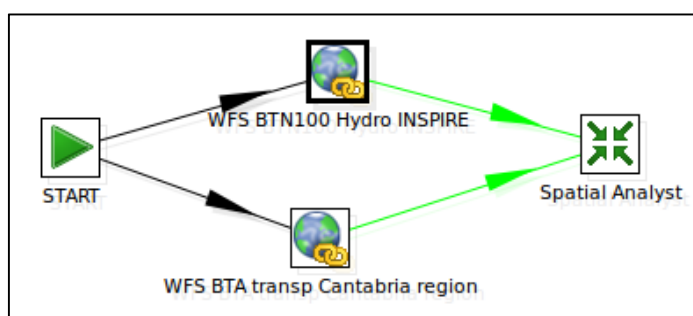 WFS BTN100 Hydro INSPIRE
START
Spatial Analyst
WFS BTA transp Cantabria region